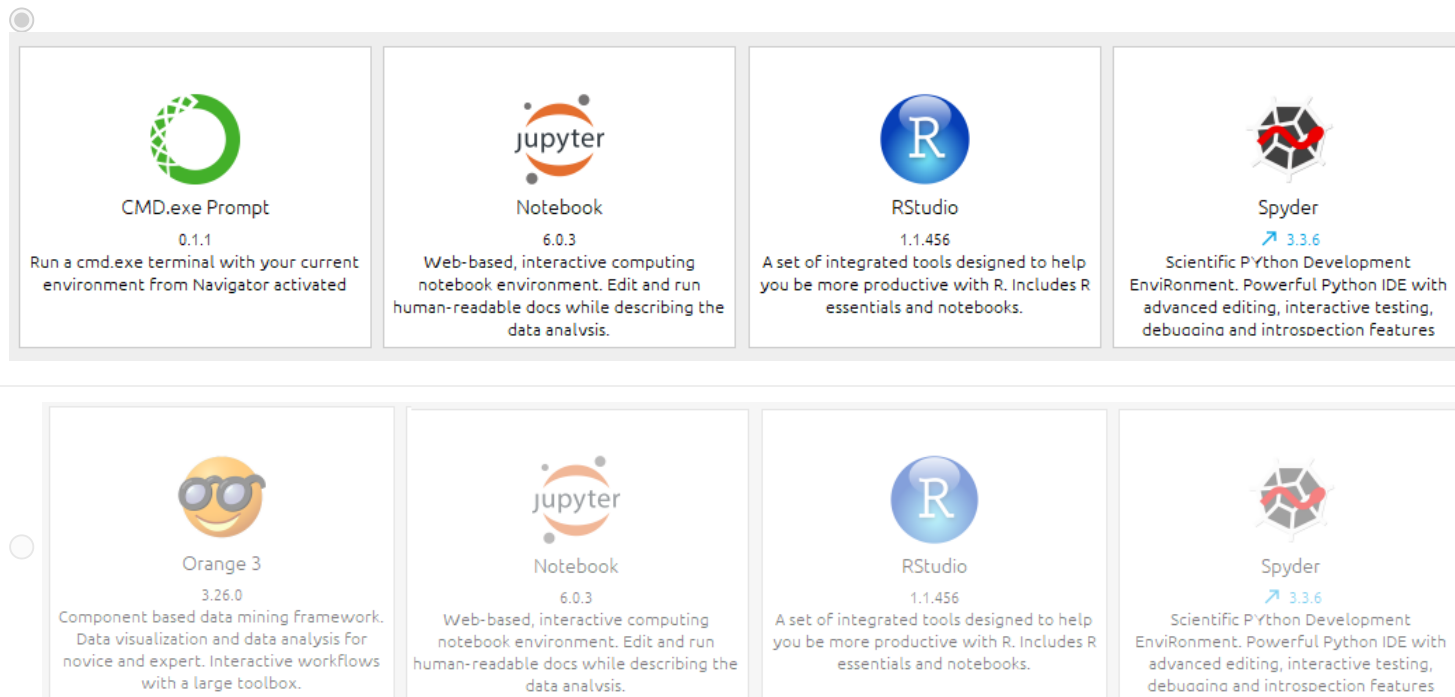 jupyter
R
CMD.exe Prompt
Notebook
RStudio
Spyder
0.1.1
6.0.3
1.1.456
3.3.6
Run a cmd.exe terminal with your current
environment from Navigator activated
Web-based, interactive computing
notebook environment. Edit and run
human-readable docs while describing the
data analysis.
A set of integrated tools designed to help
you be more productive with R. Includes R
essentials and notebooks.
Scientific PYthon Development
EnviRonment. Powerful Python IDE with
advanced editing, interactive testing,
debugging and introspection features
jupyter
R
Orange 3
Notebook
RStudio
Spyder
3.26.0
6.0.3
1.1.456
3.3.6
Component based data mining framework.
Data visualization and data analysis for
novice and expert. Interactive workflows
with a large toolbox.
Web-based, interactive computing
notebook environment. Edit and run
human-readable docs while describing the
data analysis.
A set of integrated tools designed to help
you be more productive with R. Includes R
essentials and notebooks.
Scientific PYthon Development
EnviRonment. Powerful Python IDE with
advanced editing, interactive testing,
debugging and introspection features